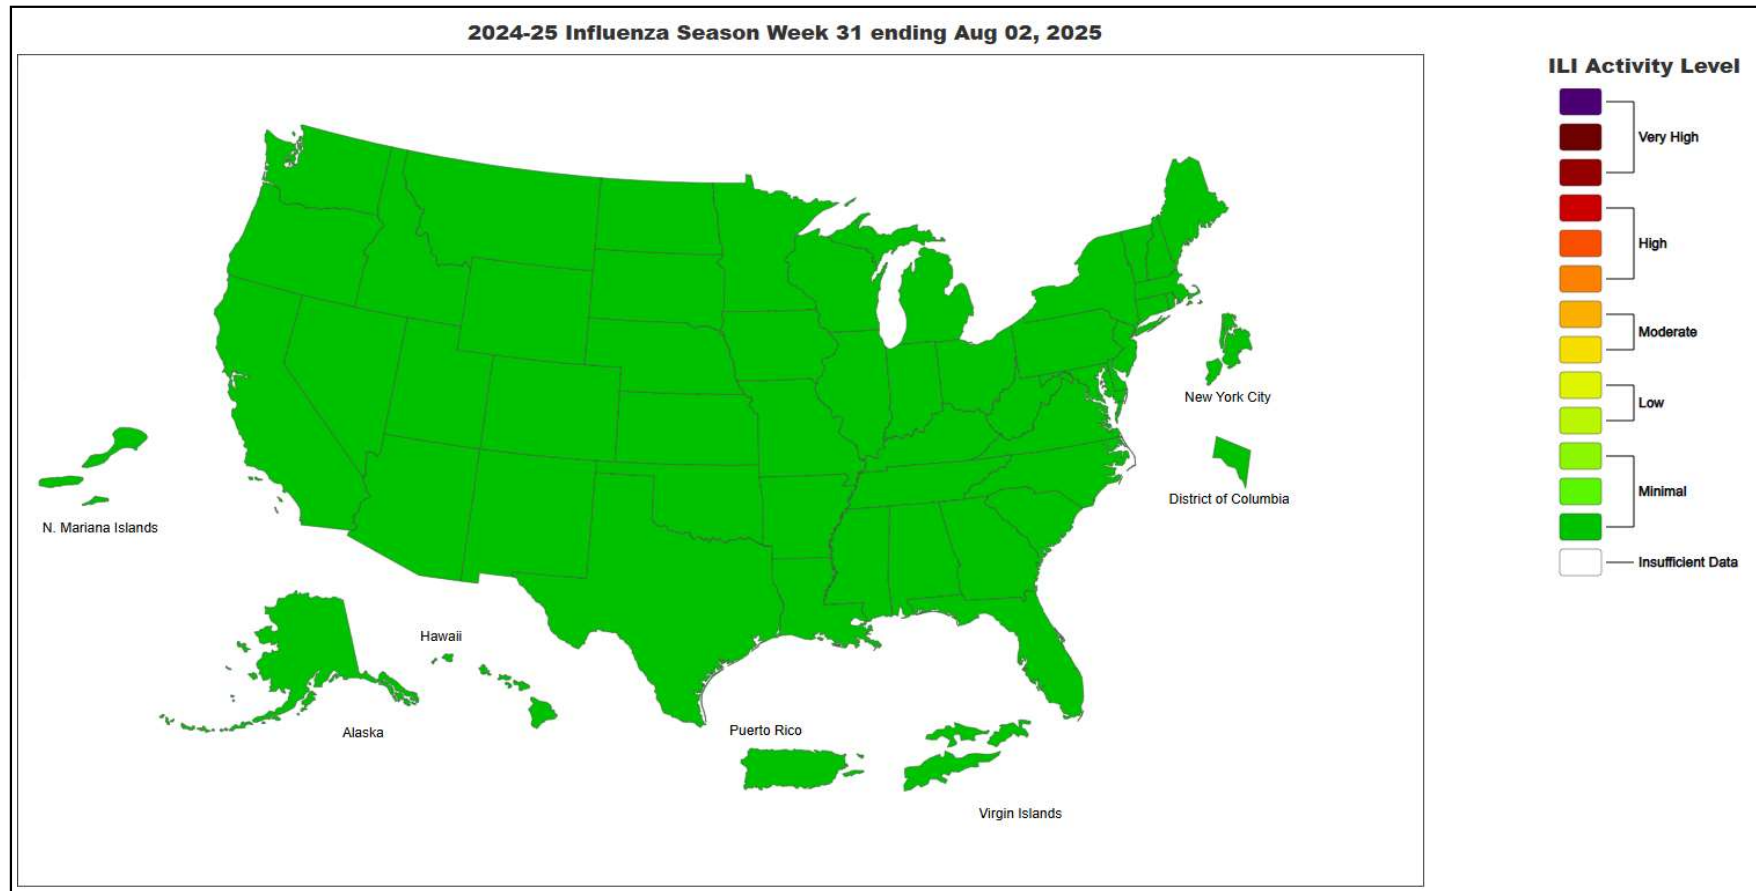 2024-25 Influenza Season Week 31 ending Aug 02, 2025
ILI Activity Level
Very High
High
Moderate
Low
Minimal
Insufficient Data
New York City
District of Columbia
N. Mariana Islands
Hawaii
Alaska
Puerto Rico
Virgin Islands